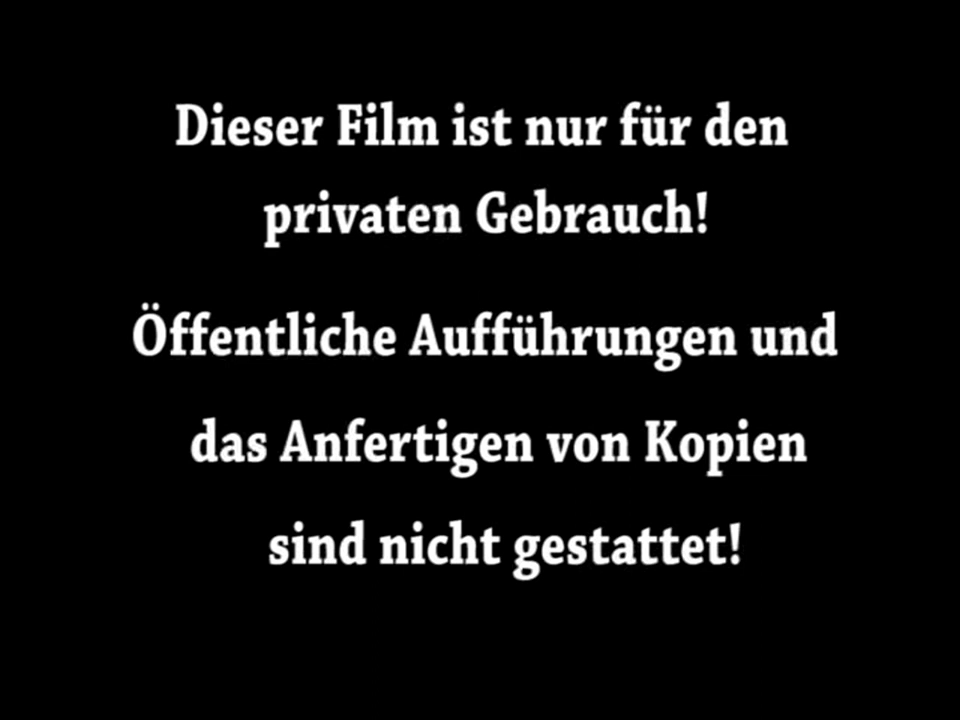 Dieser Film ist nur für den
privaten Gebrauch!
Öffentliche Aufführungen und
das Anfertigen von Kopien
sind nicht gestattet!